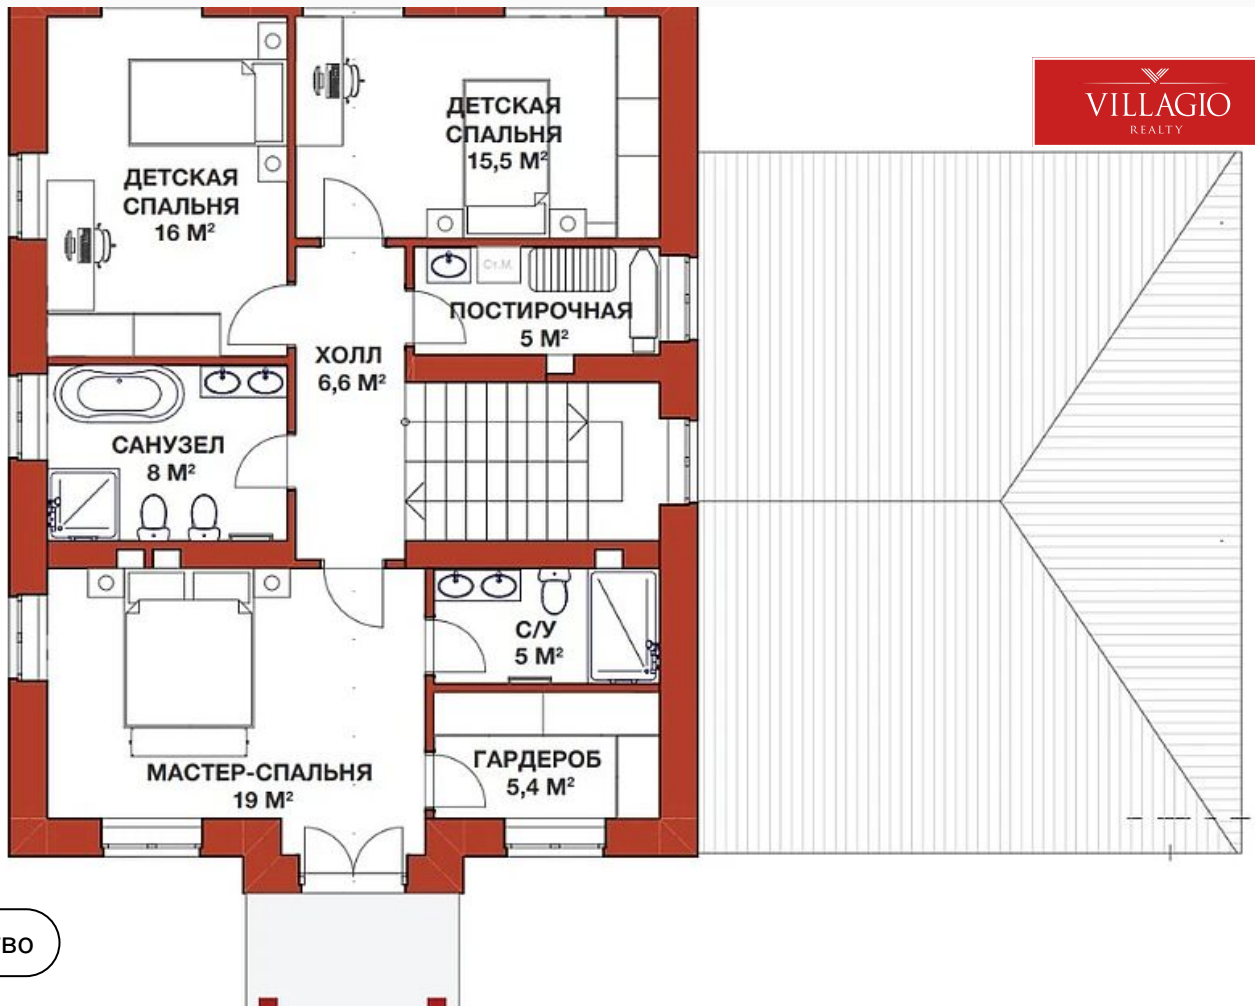 VILLAGIO
REALTY
ДЕТСКАЯ
СПАЛЬНЯ
15,5 М²
ДЕТСКАЯ
СПАЛЬНЯ
16 М²
Ст.М.
ПОСТИРОЧНАЯ
5 М²
ХОЛЛ
6,6 М²
САНУЗЕЛ
8 М²
С/У
5 М²
МАСТЕР-СПАЛЬНЯ
19 М²
ГАРДЕРОБ
5,4 М²